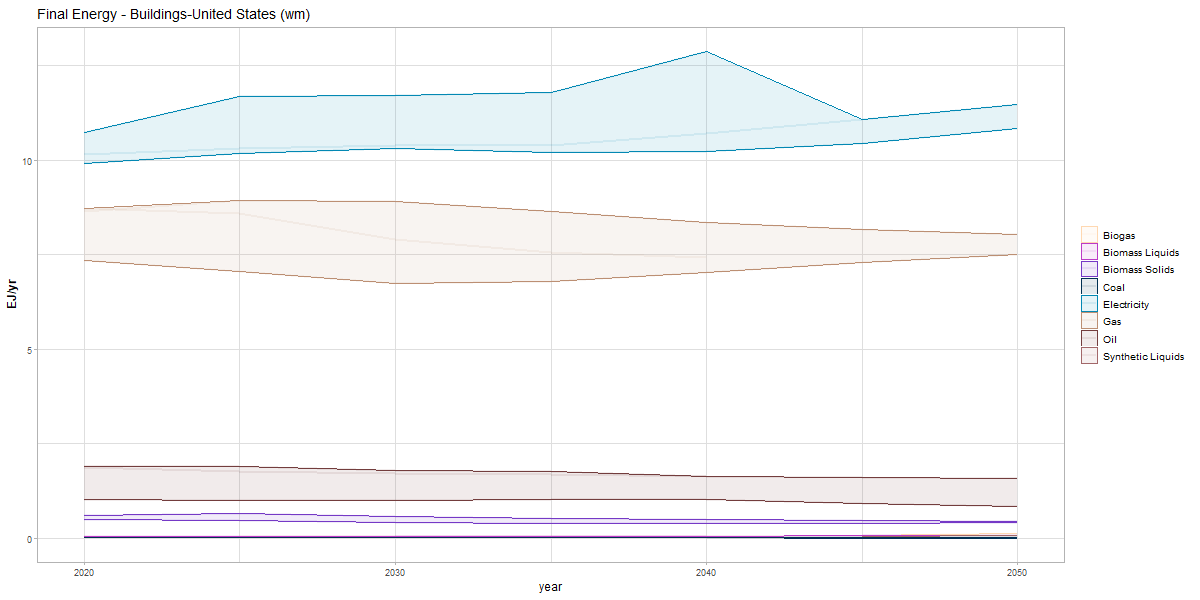 Final Energy - Buildings-United States (wm)
EJ/yr
10
5
0
2020
2030
2040
2050
year
Biogas
Biomass Liquids
Biomass Solids
Coal
Electricity
Gas
Oil
Synthetic Liquids